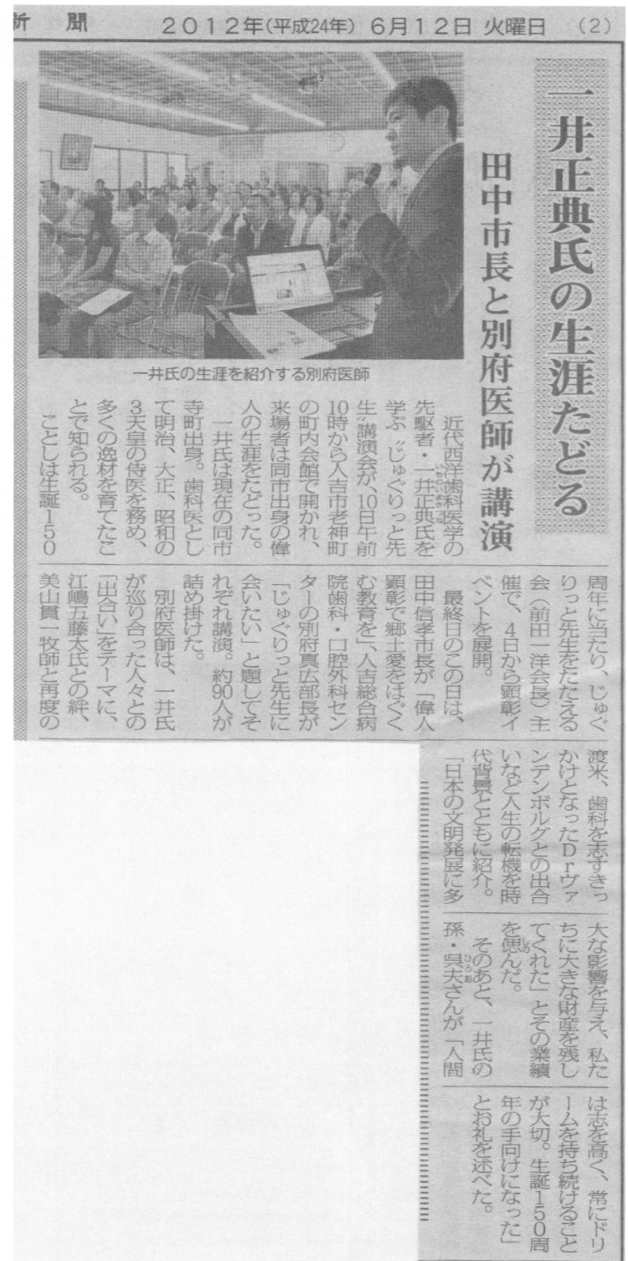 新聞 2012年(平成24年) 6月12日 火曜日 (2)
一井正典氏の生涯たどる
田中市長と別府医師が講演
一井氏の生涯を紹介する別府医師
近代西洋歯科医学の
先駆者・一井正典氏を
いちのいまさつね
学ぶ〝じゅぐりっと先
生〟講演会が、10日午前
10時から人吉市老神町
の町内会館で開かれ、
来場者は同市出身の偉
人の生涯をたどった。
一井氏は現在の同市
寺町出身。歯科医とし
て明治、大正、昭和の
3天皇の侍医を務め、
多くの逸材を育てたこ
とで知られる。
ことしは生誕150
周年に当たり、じゅぐ
りっと先生をたたえる
会(前田一洋会長)主
催で、4日から顕彰イ
ベントを展開。
最終日のこの日は、
田中信孝市長が「偉人
顕彰で郷土愛をはぐく
む教育を」、人吉総合病
院歯科・口腔外科セン
ターの別府真広部長が
「じゅぐりっと先生に
会いたい」と題してそ
れぞれ講演。約90人が
詰め掛けた。
別府医師は、一井氏
が巡り合った人々との
「出会い」をテーマに、
江嶋五藤太氏との絆、
美山貫一牧師と再度の
渡米、歯科を志すきっ
かけとなったDrヴァ
ンデンボルグとの出合
いなど人生の転機を時
代背景とともに紹介。
「日本の文明発展に多
大な影響を与え、私た
ちに大きな財産を残し
てくれた」とその業績
を偲んだ。
しの
そのあと、一井氏の
孫・呉夫さんが「人間
ひろお
は志を高く、常にドリ
ームを持ち続けること
が大切。生誕150周
年の手向けになった」
とお礼を述べた。